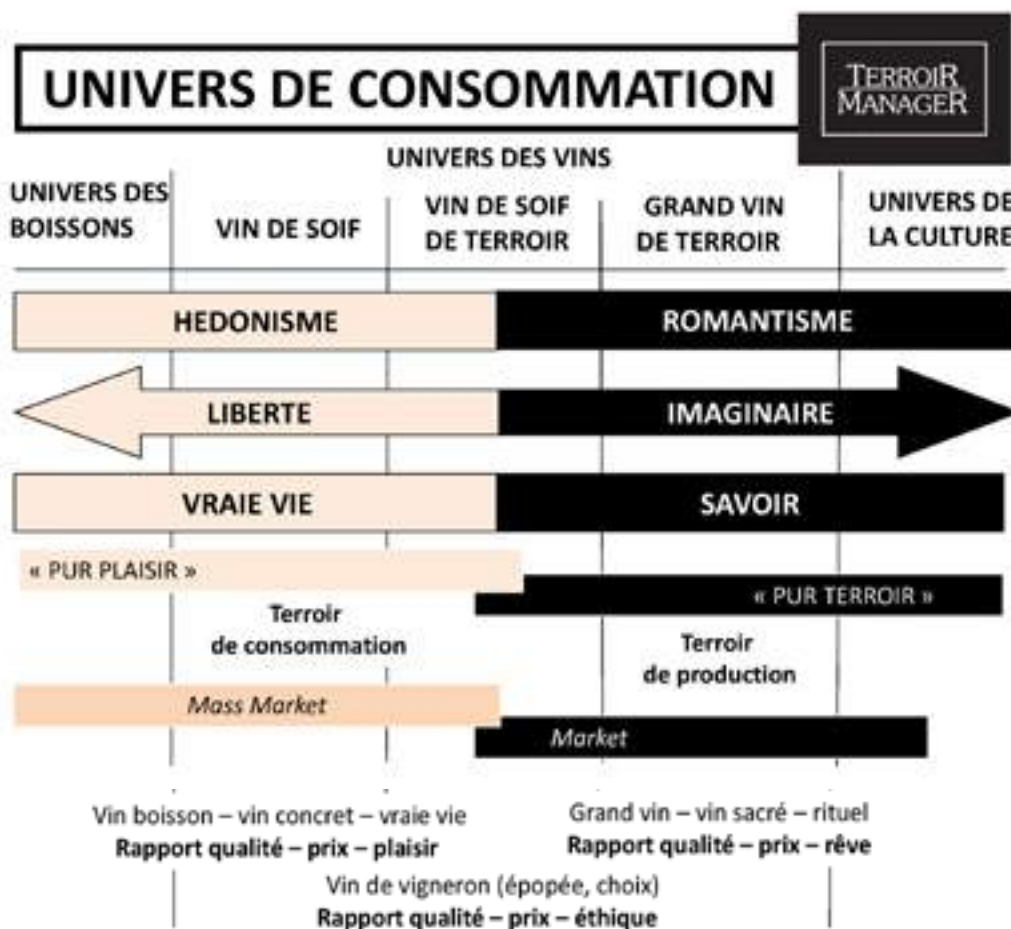 UNIVERS DE CONSOMMATION
TERROIR
MANAGER
UNIVERS DES VINS
UNIVERS DES
BOISSONS
VIN DE SOIF
VIN DE SOIF
DE TERROIR
GRAND VIN
DE TERROIR
UNIVERS DE
LA CULTURE
HEDONISME
ROMANTISME
LIBERTE
IMAGINAIRE
VRAIE VIE
SAVOIR
« PUR PLAISIR »
« PUR TERROIR »
Terroir
de consommation
Terroir
de production
Mass Market
Market
Vin boisson – vin concret – vraie vie
Rapport qualité – prix – plaisir
Grand vin – vin sacré – rituel
Rapport qualité – prix – rêve
Vin de vigneron (épopée, choix)
Rapport qualité – prix – éthique